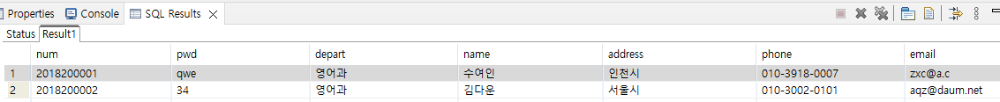 Properties Console SQL Results
Status Result1
num pwd depart name address phone email
1 2018200001 qwe 영어과 수여인 인천시 010-3918-0007 zxc@a.c
2 2018200002 34 영어과 김다운 서울시 010-3002-0101 aqz@daum.net